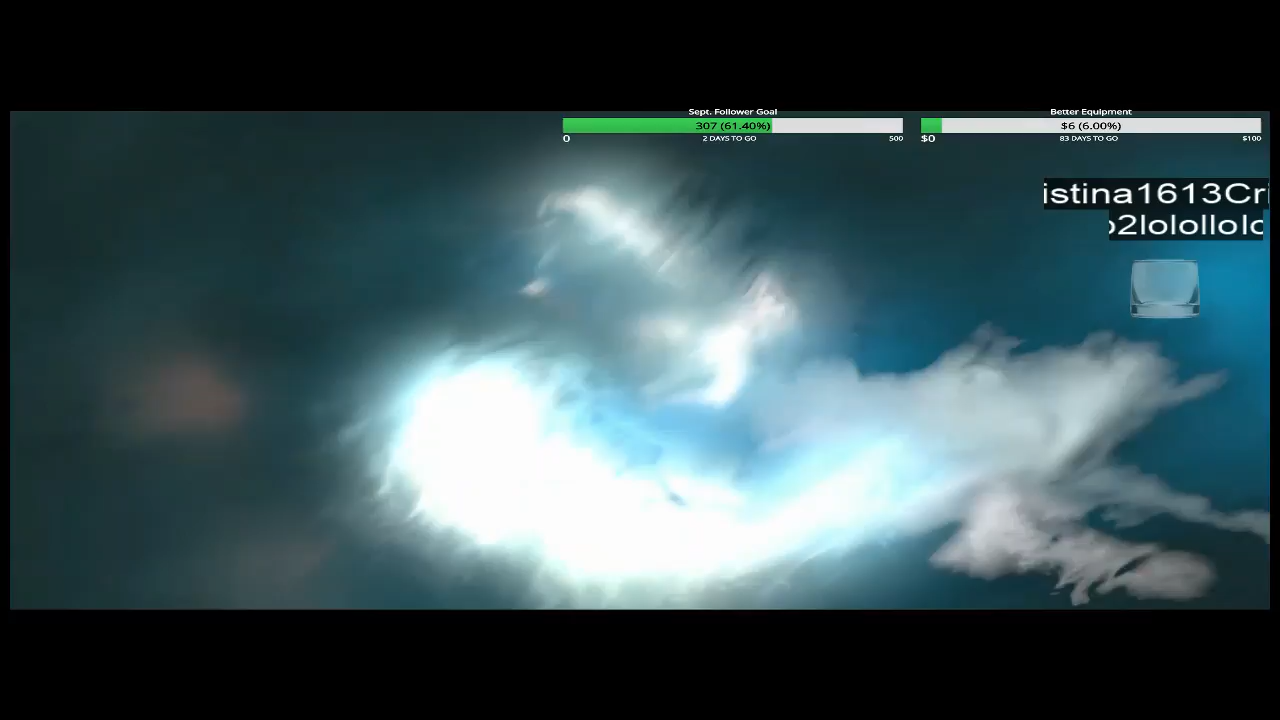 Sept. Follower Goal
307 (61.40%)
0 2 DAYS TO GO 500
Better Equipment
$6 (6.00%)
$0 83 DAYS TO GO $100
istina1613Cri